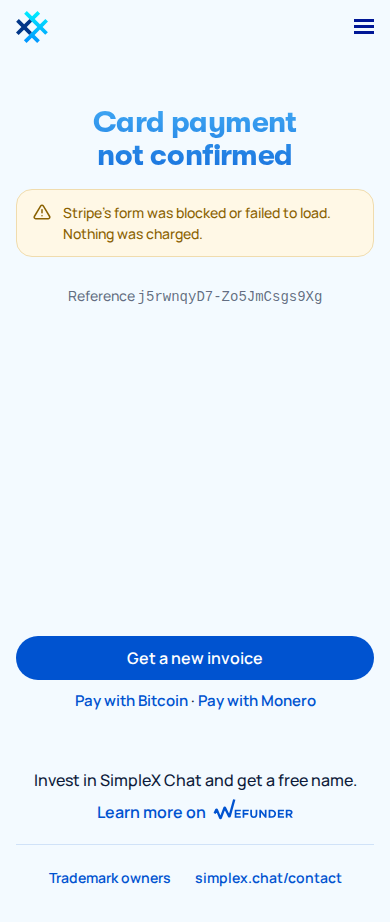 Card payment
not confirmed
Stripe's form was blocked or failed to load.
Nothing was charged.
Reference j5rwnqyD7-Zo5JmCsgs9Xg
Get a new invoice
Pay with Bitcoin · Pay with Monero
Invest in SimpleX Chat and get a free name.
Learn more on WEFUNDER
Trademark owners simplex.chat/contact